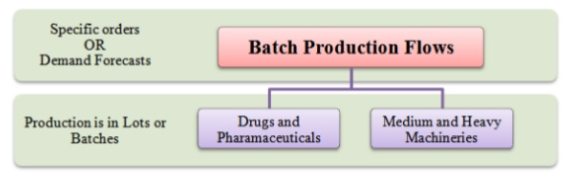 Specific orders
OR
Demand Forecasts
Batch Production Flows
Production is in Lots or
Batches
Drugs and
Pharamaceuticals
Medium and Heavy
Machineries